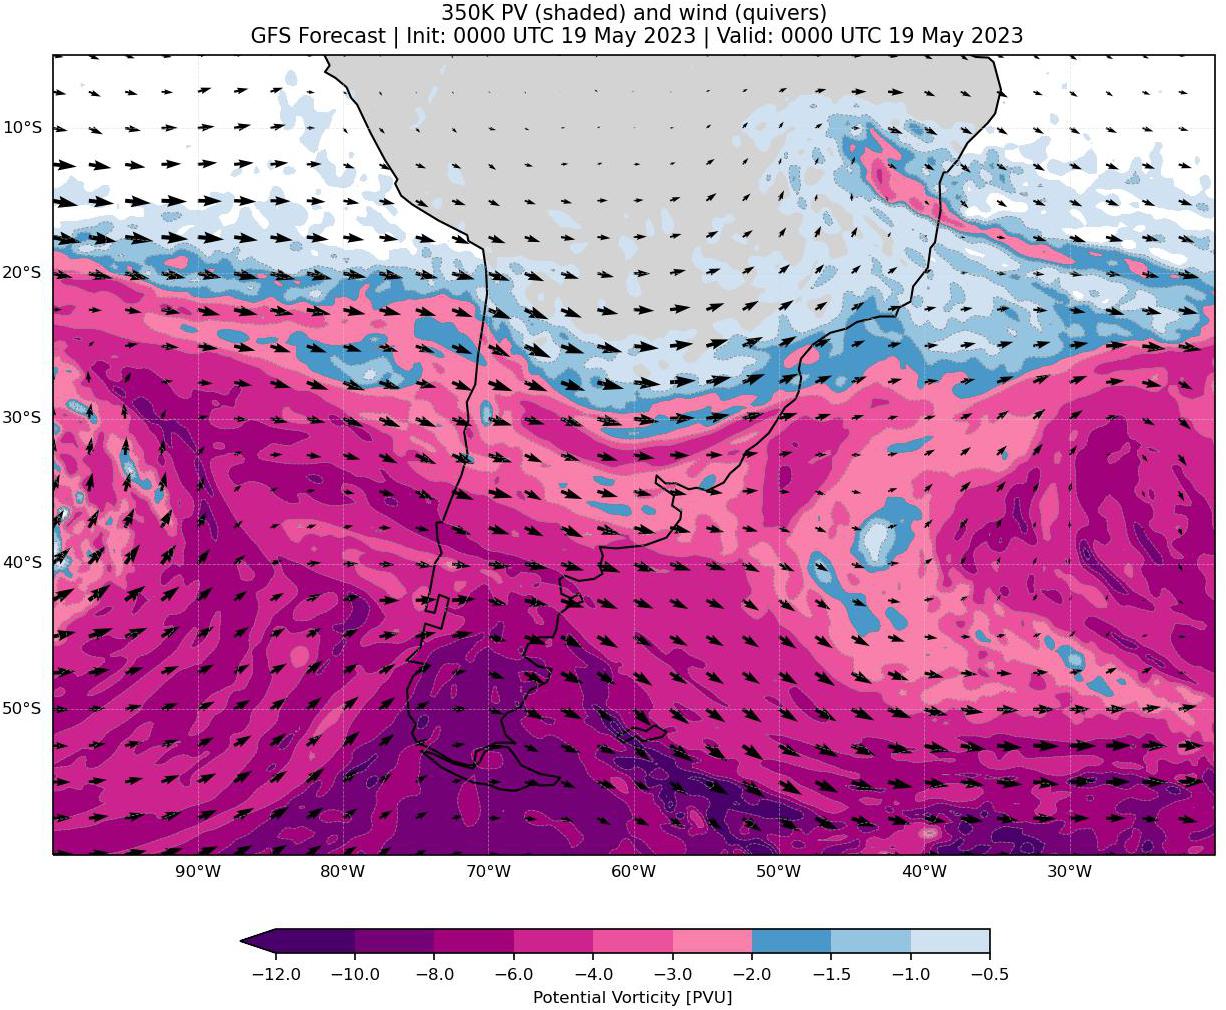 350K PV (shaded) and wind (quivers)
GFS Forecast | Init: 0000 UTC 19 May 2023 | Valid: 0000 UTC 19 May 2023
10°S
20°S
30°S
40°S
50°S
90°W 80°W 70°W 60°W 50°W 40°W 30°W
−12.0 −10.0 −8.0 −6.0 −4.0 −3.0 −2.0 −1.5 −1.0 −0.5
Potential Vorticity [PVU]